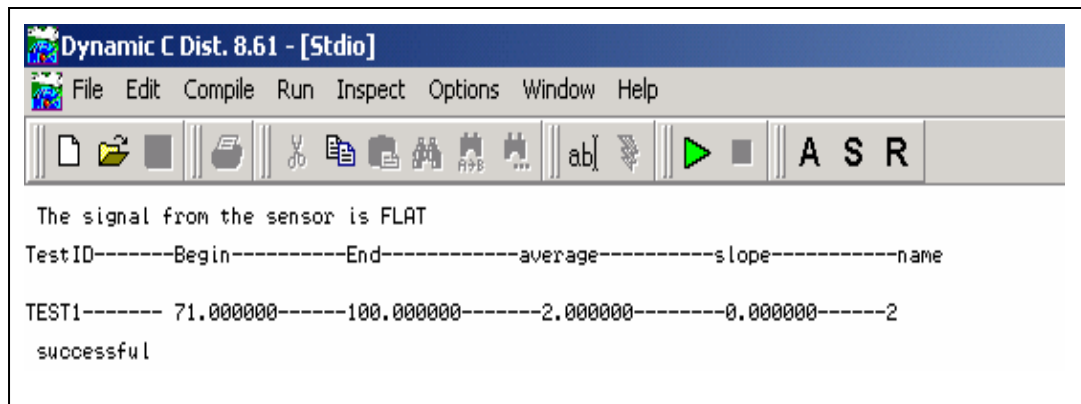 Dynamic C Dist. 8.61 - [Stdio]
File Edit Compile Run Inspect Options Window Help
ab A S R
The signal from the sensor is FLAT
TestID-------Begin----------End------------average----------slope-----------name
TEST1------- 71.000000------100.000000-------2.000000--------0.000000------2
successful